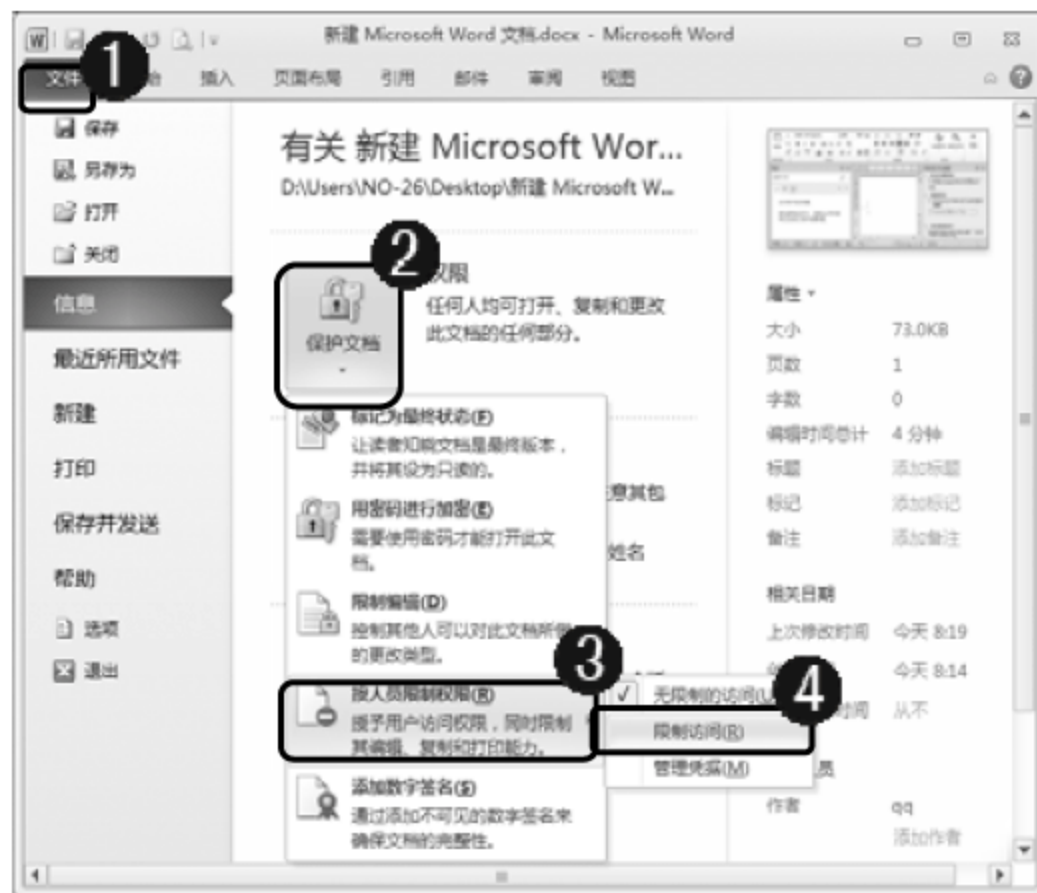 新建 Microsoft Word 文档.docx - Microsoft Word
1
文件 插入 页面布局 引用 邮件 审阅 视图
保存
另存为
打开
关闭
信息
最近所用文件
新建
打印
保存并发送
帮助
选项
退出
有关 新建 Microsoft Wor...
D:\Users\NO-26\Desktop\新建 Microsoft W...
2
权限
任何人均可打开、复制和更改
此文档的任何部分。
保护文档
标记为最终状态(F)
让读者知晓文档是最终版本，
并将其设为只读的。
用密码进行加密(E)
需要使用密码才能打开此文
档。
限制编辑(D)
控制其他人可以对此文档所做
的更改类型。
3
按人员限制权限(R)
授予用户访问权限，同时限制
其编辑、复制和打印能力。
添加数字签名(S)
通过添加不可见的数字签名来
确保文档的完整性。
意其包
姓名
4
无限制的访问(U)
限制访问(R)
管理凭据(M)
属性
大小 73.0KB
页数 1
字数 0
编辑时间总计 4 分钟
标题 添加标题
标记 添加标记
备注 添加备注
相关日期
上次修改时间 今天 8:19
今天 8:14
时间 从不
员
作者 qq
添加作者